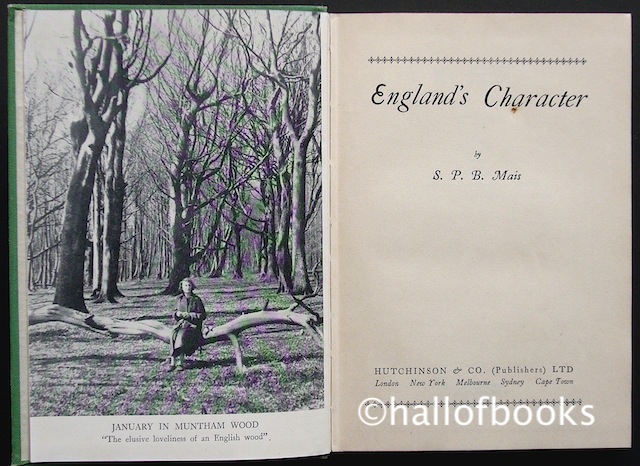 JANUARY IN MUNTHAM WOOD
"The elusive loveliness of an English wood".
England's Character
by
S. P. B. Mais
HUTCHINSON & CO. (Publishers) LTD
London New York Melbourne Sydney Cape Town
©hallofbooks